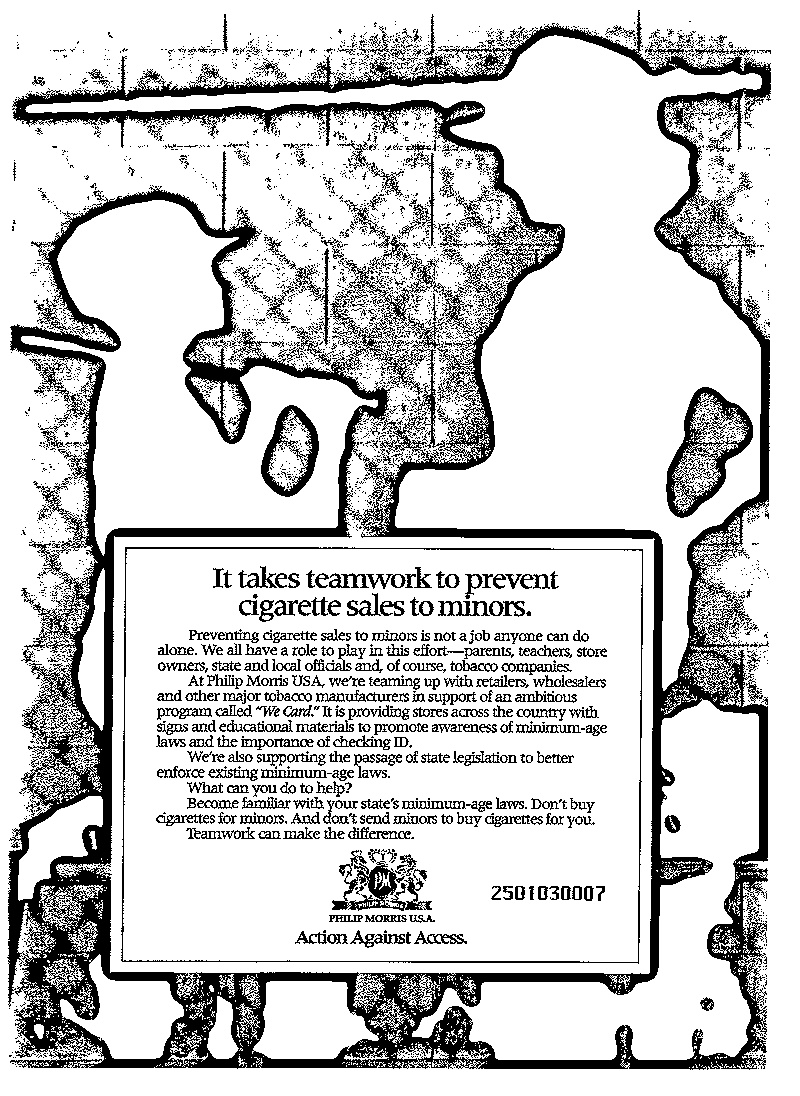 It takes teamwork to prevent
cigarette sales to minors.
Preventing cigarette sales to minors is not a job anyone can do
alone. We all have a role to play in this effort—parents, teachers, store
owners, state and local officials and, of course, tobacco companies.
At Philip Morris USA, we're teaming up with retailers, wholesalers
and other major tobacco manufacturers in support of an ambitious
program called "We Card." It is providing stores across the country with
signs and educational materials to promote awareness of minimum-age
laws and the importance of checking ID.
We're also supporting the passage of state legislation to better
enforce existing minimum-age laws.
What can you do to help?
Become familiar with your state's minimum-age laws. Don't buy
cigarettes for minors. And don't send minors to buy cigarettes for you.
Teamwork can make the difference.
PM
2501030007
PHILIP MORRIS U.S.A.
Action Against Access.